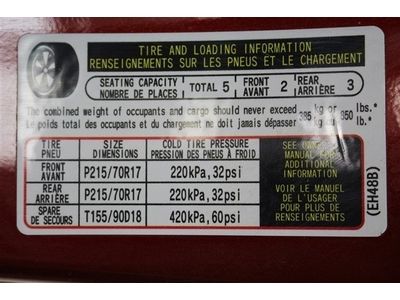 TIRE AND LOADING INFORMATION
RENSEIGNEMENTS SUR LES PNEUS ET LE CHARGEMENT
SEATING CAPACITY
NOMBRE DE PLACES
TOTAL 5
FRONT
AVANT 2
REAR
ARRIÈRE 3
The combined weight of occupants and cargo should never exceed 385 kg or 850 lbs.*
Le poids total des occupants et du chargement ne doit jamais dépasser 385 kg ou 850 lb.*
TIRE
PNEU
SIZE
DIMENSIONS
COLD TIRE PRESSURE
PRESSION DES PNEUS À FROID
FRONT
AVANT
P215/70R17
220kPa, 32psi
REAR
ARRIÈRE
P215/70R17
220kPa, 32psi
SPARE
DE SECOURS
T155/90D18
420kPa, 60psi
SEE OWNER'S
MANUAL FOR
ADDITIONAL
INFORMATION
VOIR LE MANUEL
DE L'USAGER
POUR PLUS DE
RENSEIGNEMENTS
(EH48B)